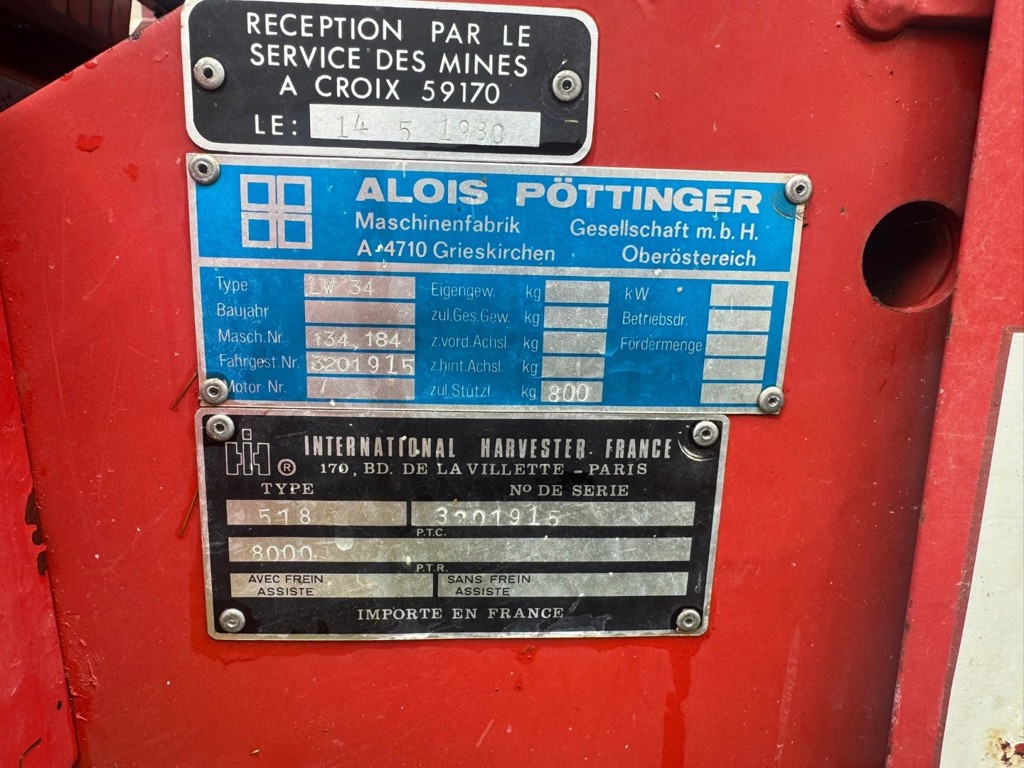 RECEPTION PAR LE
SERVICE DES MINES
A CROIX 59170
LE: 14 5 1980
ALOIS PÖTTINGER
Maschinenfabrik Gesellschaft m.b.H.
A-4710 Grieskirchen Oberöstereich
Type LW 34 Eigengew. kg kW
Baujahr zul.Ges.Gew. kg Betriebsdr.
Masch.Nr. 134,184 z.vord.Achsl. kg Fördermenge
Fahrgest.Nr. 3201915 z.hint.Achsl. kg
Motor Nr. / zul.Stützl. kg 800
IH ® INTERNATIONAL HARVESTER FRANCE
170, BD. DE LA VILLETTE - PARIS
TYPE Nº DE SERIE
518 3201915
P.T.C.
8000
P.T.R.
AVEC FREIN ASSISTE SANS FREIN ASSISTE
IMPORTE EN FRANCE